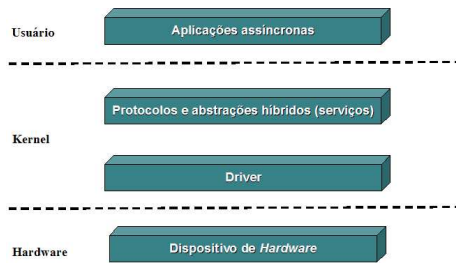 Usuário
Aplicações assíncronas
Protocolos e abstrações híbridos (serviços)
Kernel
Driver
Hardware
Dispositivo de Hardware